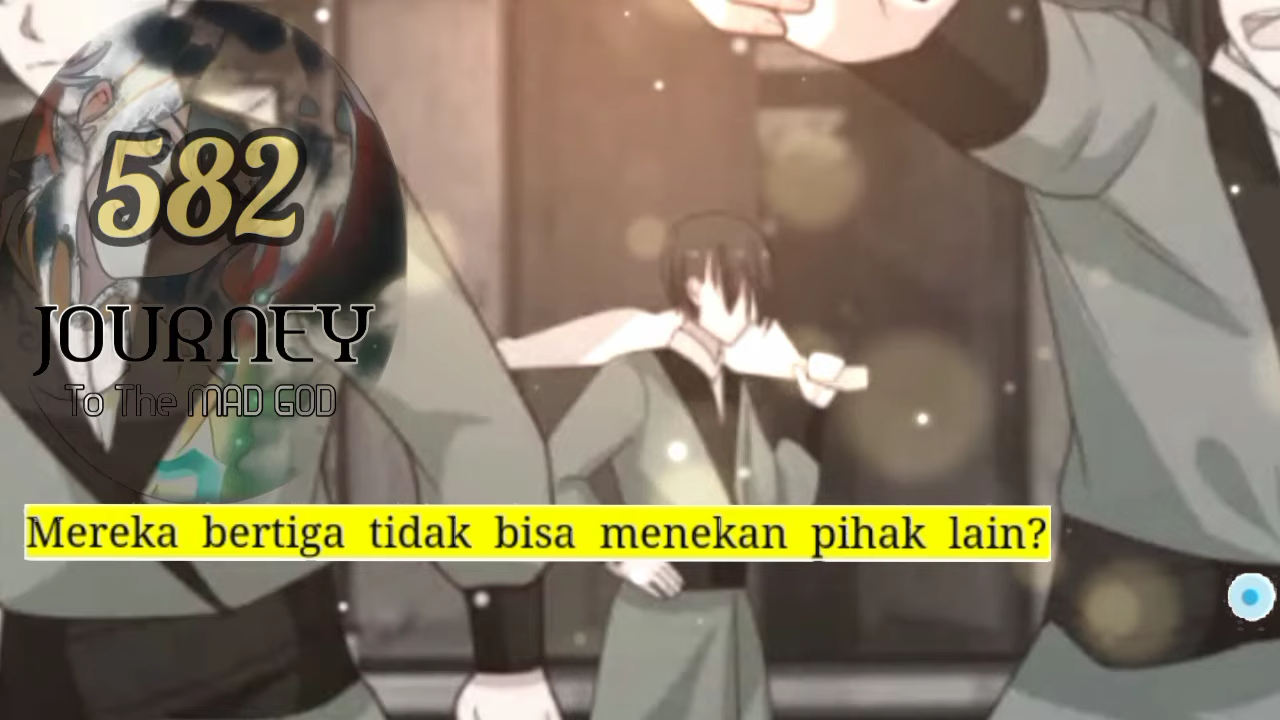 582
JOURNEY
To The MAD GOD
Mereka bertiga tidak bisa menekan pihak lain?